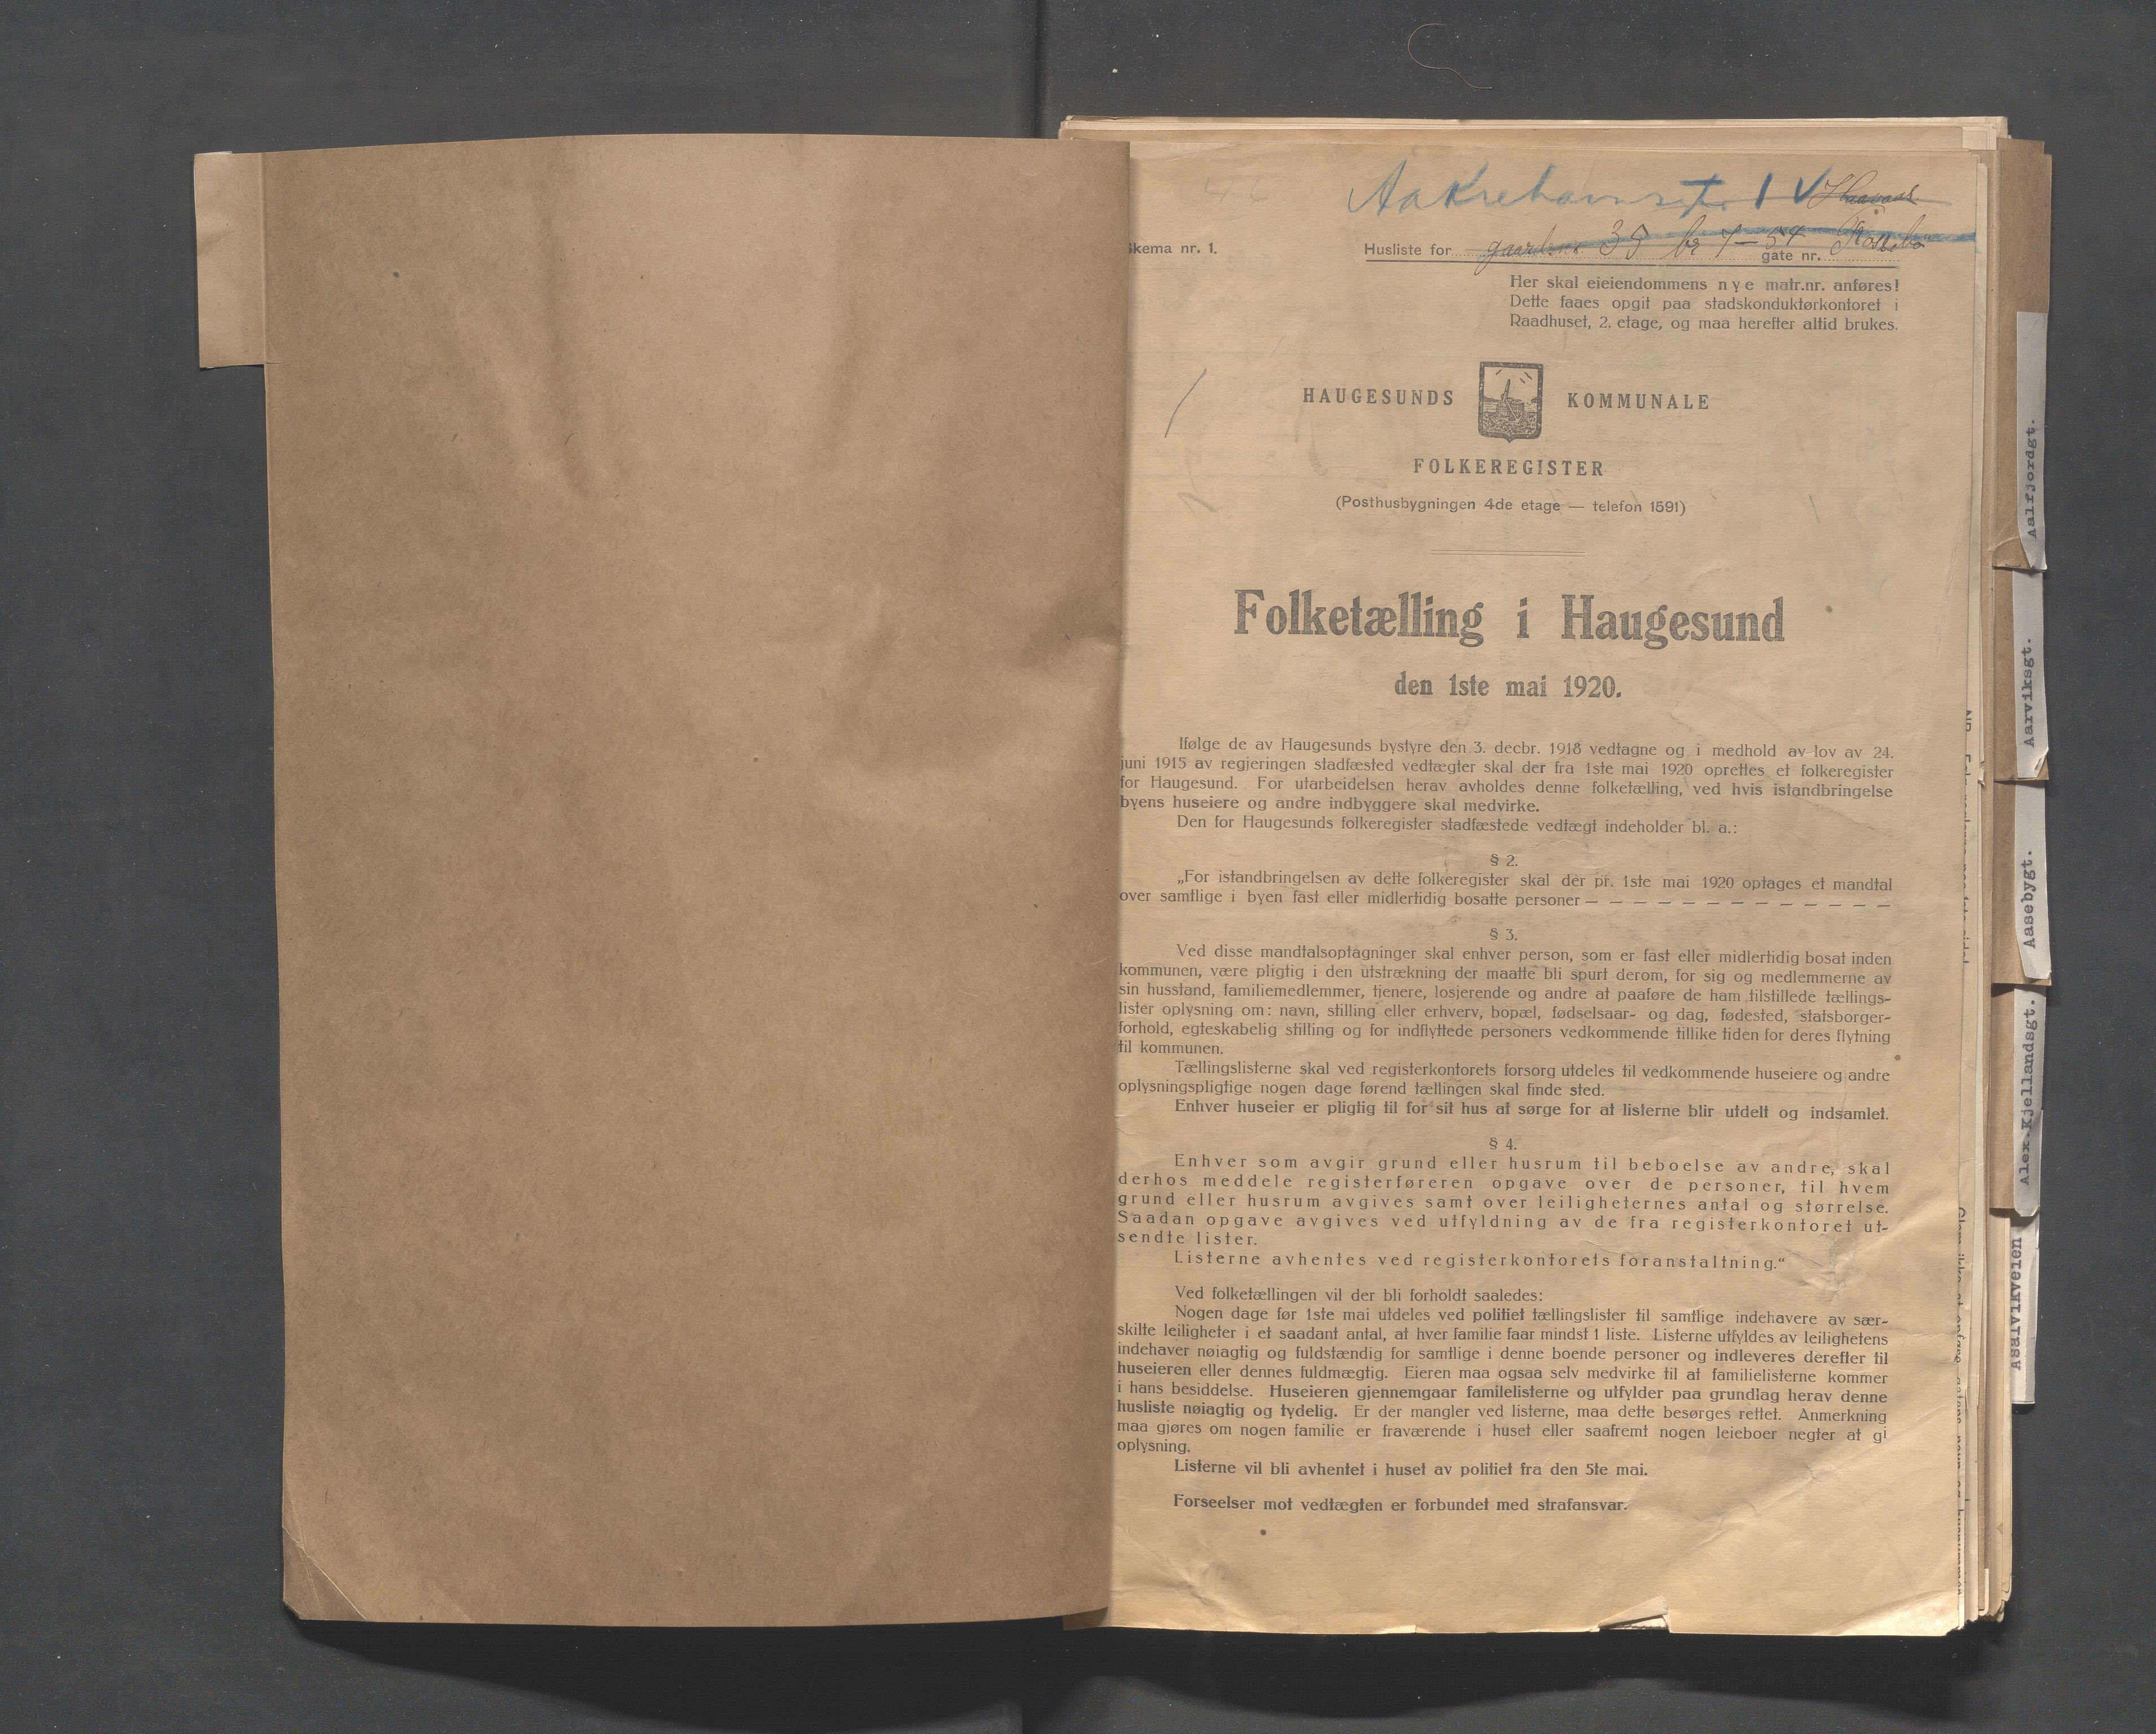 Aakrehavnsgt. 1
Skema nr. 1.
Husliste for gaardsnr 35 br 7-54 gate nr.
Her skal eieiendommens nye matr.nr. anføres!
Dette faaes opgit paa stadskonduktørkontoret i
Raadhuset, 2. etage, og maa herefter altid brukes.
HAUGESUNDS KOMMUNALE
FOLKEREGISTER
(Posthusbygningen 4de etage — telefon 1591)
Folketælling i Haugesund
den 1ste mai 1920.
Ifølge de av Haugesunds bystyre den 3. decbr. 1918 vedtagne og i medhold av lov av 24.
juni 1915 av regjeringen stadfæsted vedtægter skal der fra 1ste mai 1920 oprettes et folkeregister
for Haugesund. For utarbeidelsen herav avholdes denne folketælling, ved hvis istandbringelse
byens huseiere og andre indbyggere skal medvirke.
Den for Haugesunds folkeregister stadfæstede vedtægt indeholder bl. a.:
§ 2.
„For istandbringelsen av dette folkeregister skal der pr. 1ste mai 1920 optages et mandtal
over samtlige i byen fast eller midlertidig bosatte personer — — — — — — — — — — — — —
§ 3.
Ved disse mandtalsoptagninger skal enhver person, som er fast eller midlertidig bosat inden
kommunen, være pligtig i den utstrækning der maatte bli spurt derom, for sig og medlemmerne av
sin husstand, familiemedlemmer, tjenere, losjerende og andre at paaføre de ham tilstillede tællings-
lister oplysning om: navn, stilling eller erhverv, bopæl, fødselsaar- og dag, fødested, statsborger-
forhold, egteskabelig stilling og for indflyttede personers vedkommende tillike tiden for deres flytning
til kommunen.
Tællingslisterne skal ved registerkontorets forsorg utdeles til vedkommende huseiere og andre
oplysningspligtige nogen dage førend tællingen skal finde sted.
Enhver huseier er pligtig til for sit hus at sørge for at listerne blir utdelt og indsamlet.
§ 4.
Enhver som avgir grund eller husrum til beboelse av andre, skal
derhos meddele registerføreren opgave over de personer, til hvem
grund eller husrum avgives samt over leiligheternes antal og størrelse.
Saadan opgave avgives ved utfyldning av de fra registerkontoret ut-
sendte lister.
Listerne avhentes ved registerkontorets foranstaltning.“
Ved folketællingen vil der bli forholdt saaledes:
Nogen dage før 1ste mai utdeles ved politiet tællingslister til samtlige indehavere av sær-
skilte leiligheter i et saadant antal, at hver familie faar mindst 1 liste. Listerne utfyldes av leilighetens
indehaver nøiagtig og fuldstændig for samtlige i denne boende personer og indleveres derefter til
huseieren eller dennes fuldmægtig. Eieren maa ogsaa selv medvirke til at familielisterne kommer
i hans besiddelse. Huseieren gjennemgaar familelisterne og utfylder paa grundlag herav denne
husliste nøiagtig og tydelig. Er der mangler ved listerne, maa dette besørges rettet. Anmerkning
maa gjøres om nogen familie er fraværende i huset eller saafremt nogen leieboer negter at gi
oplysning.
Listerne vil bli avhentet i huset av politiet fra den 5te mai.
Forseelser mot vedtægten er forbundet med strafansvar.
Aalfjordgt.
Aarviksgt.
Aasebygt.
Alex.Kjellandsgt.
Asalvikveien